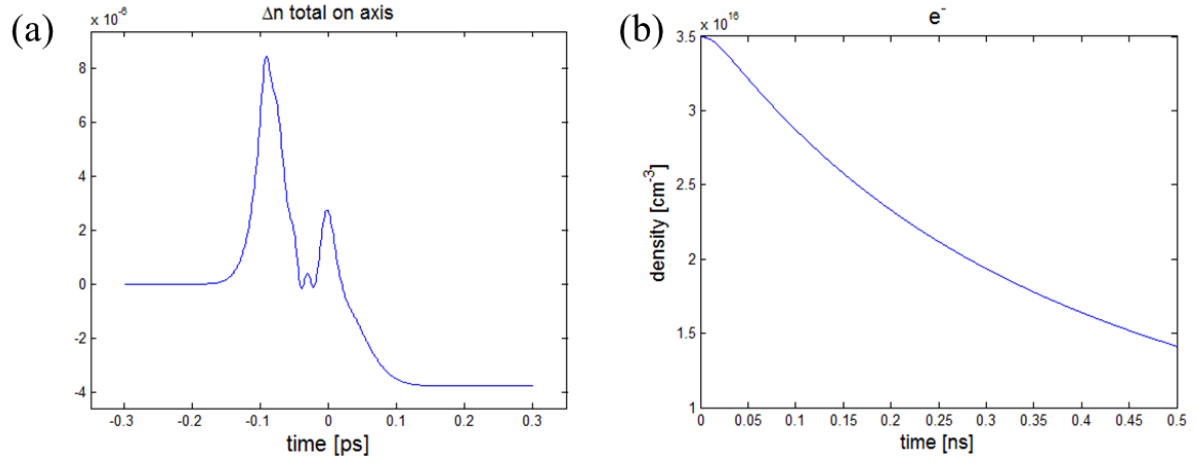 (a)
Δn total on axis
x 10⁻⁶
8
6
4
2
0
-2
-4
-0.3 -0.2 -0.1 0 0.1 0.2 0.3
time [ps]
(b)
e⁻
x 10¹⁶
3.5
3
2.5
2
1.5
1
density [cm⁻³]
0 0.05 0.1 0.15 0.2 0.25 0.3 0.35 0.4 0.45 0.5
time [ns]